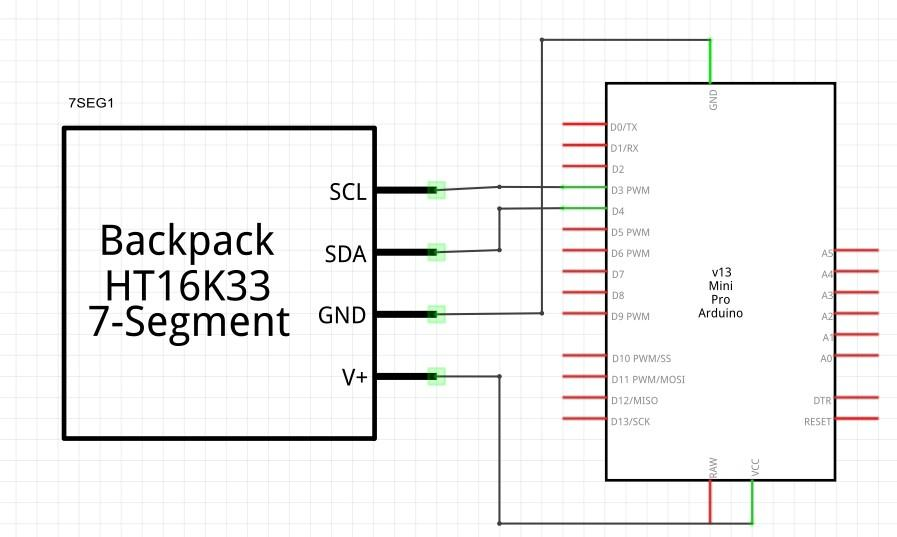 7SEG1
Backpack
HT16K33
7-Segment
SCL
SDA
GND
V+
GND
D0/TX
D1/RX
D2
D3 PWM
D4
D5 PWM
D6 PWM
D7
D8
D9 PWM
D10 PWM/SS
D11 PWM/MOSI
D12/MISO
D13/SCK
v13
Mini
Pro
Arduino
A5
A4
A3
A2
A1
A0
DTR
RESET
RAW
VCC